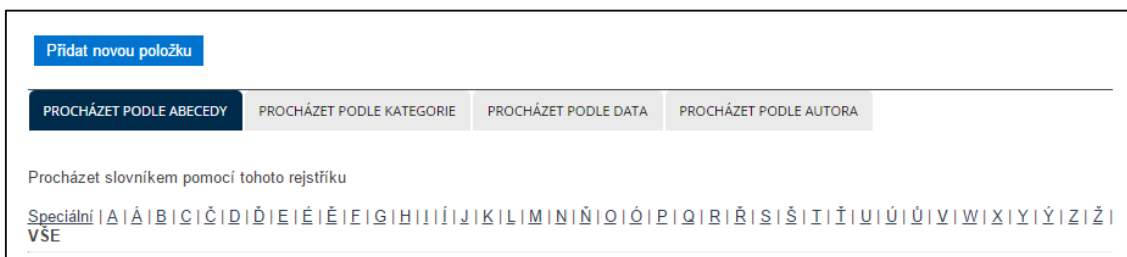 Přidat novou položku
PROCHÁZET PODLE ABECEDY PROCHÁZET PODLE KATEGORIE PROCHÁZET PODLE DATA PROCHÁZET PODLE AUTORA
Procházet slovníkem pomocí tohoto rejstříku
Speciální | A | Á | B | C | Č | D | Ď | E | É | Ě | F | G | H | I | Í | J | K | L | M | N | Ň | O | Ó | P | Q | R | Ř | S | Š | T | Ť | U | Ú | Ů | V | W | X | Y | Ý | Z | Ž |
VŠE